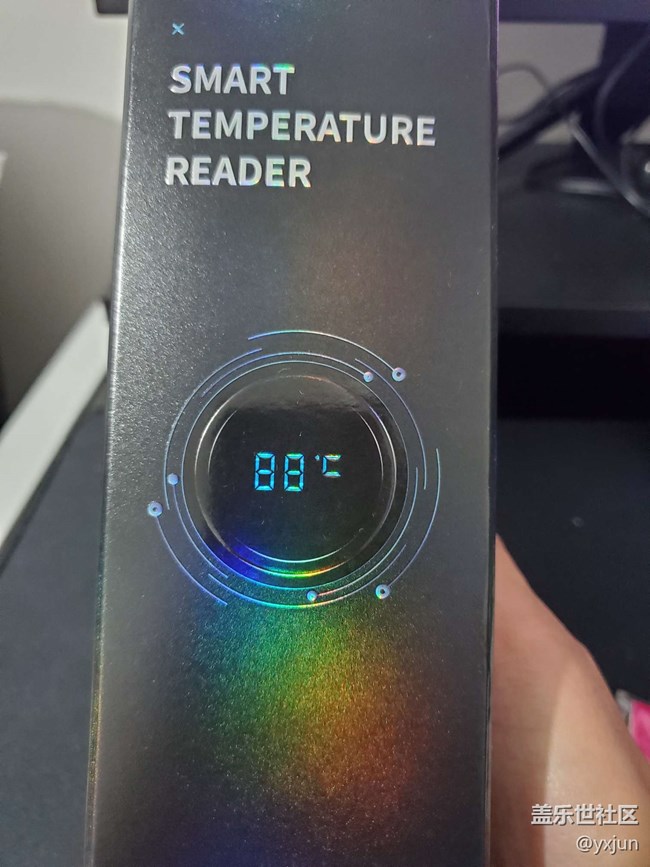 ×
SMART
TEMPERATURE
READER
88 ℃
盖乐世社区
@yxjun